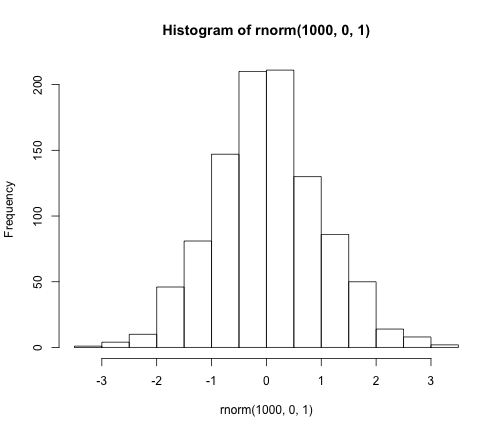 Histogram of rnorm(1000, 0, 1)
Frequency
200
150
100
50
0
-3 -2 -1 0 1 2 3
rnorm(1000, 0, 1)